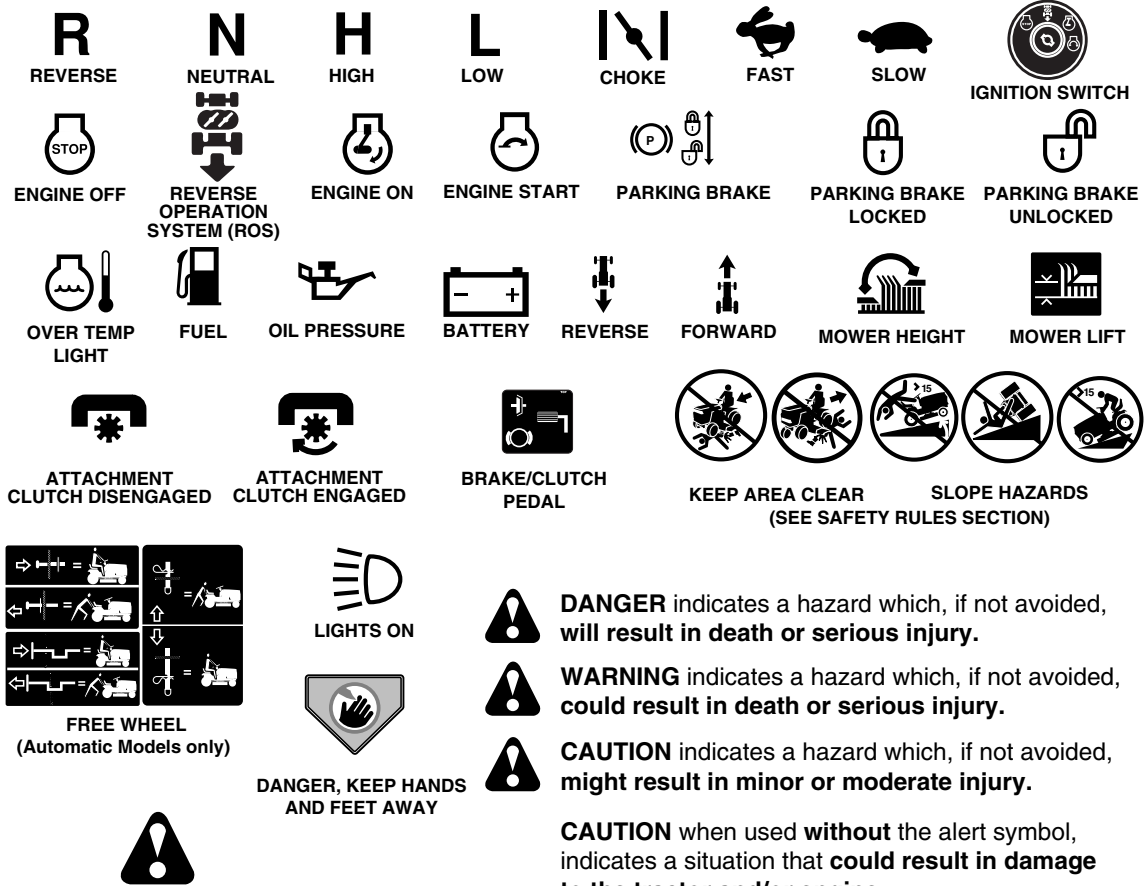 R N H L
REVERSE NEUTRAL HIGH LOW CHOKE FAST SLOW IGNITION SWITCH
STOP
P
ENGINE OFF REVERSE OPERATION SYSTEM (ROS) ENGINE ON ENGINE START PARKING BRAKE PARKING BRAKE LOCKED PARKING BRAKE UNLOCKED
OVER TEMP LIGHT FUEL OIL PRESSURE BATTERY REVERSE FORWARD MOWER HEIGHT MOWER LIFT
>15 >15
ATTACHMENT CLUTCH DISENGAGED ATTACHMENT CLUTCH ENGAGED BRAKE/CLUTCH PEDAL KEEP AREA CLEAR SLOPE HAZARDS
(SEE SAFETY RULES SECTION)
FREE WHEEL
(Automatic Models only)
LIGHTS ON
DANGER, KEEP HANDS
AND FEET AWAY
DANGER indicates a hazard which, if not avoided,
will result in death or serious injury.
WARNING indicates a hazard which, if not avoided,
could result in death or serious injury.
CAUTION indicates a hazard which, if not avoided,
might result in minor or moderate injury.
CAUTION when used without the alert symbol,
indicates a situation that could result in damage